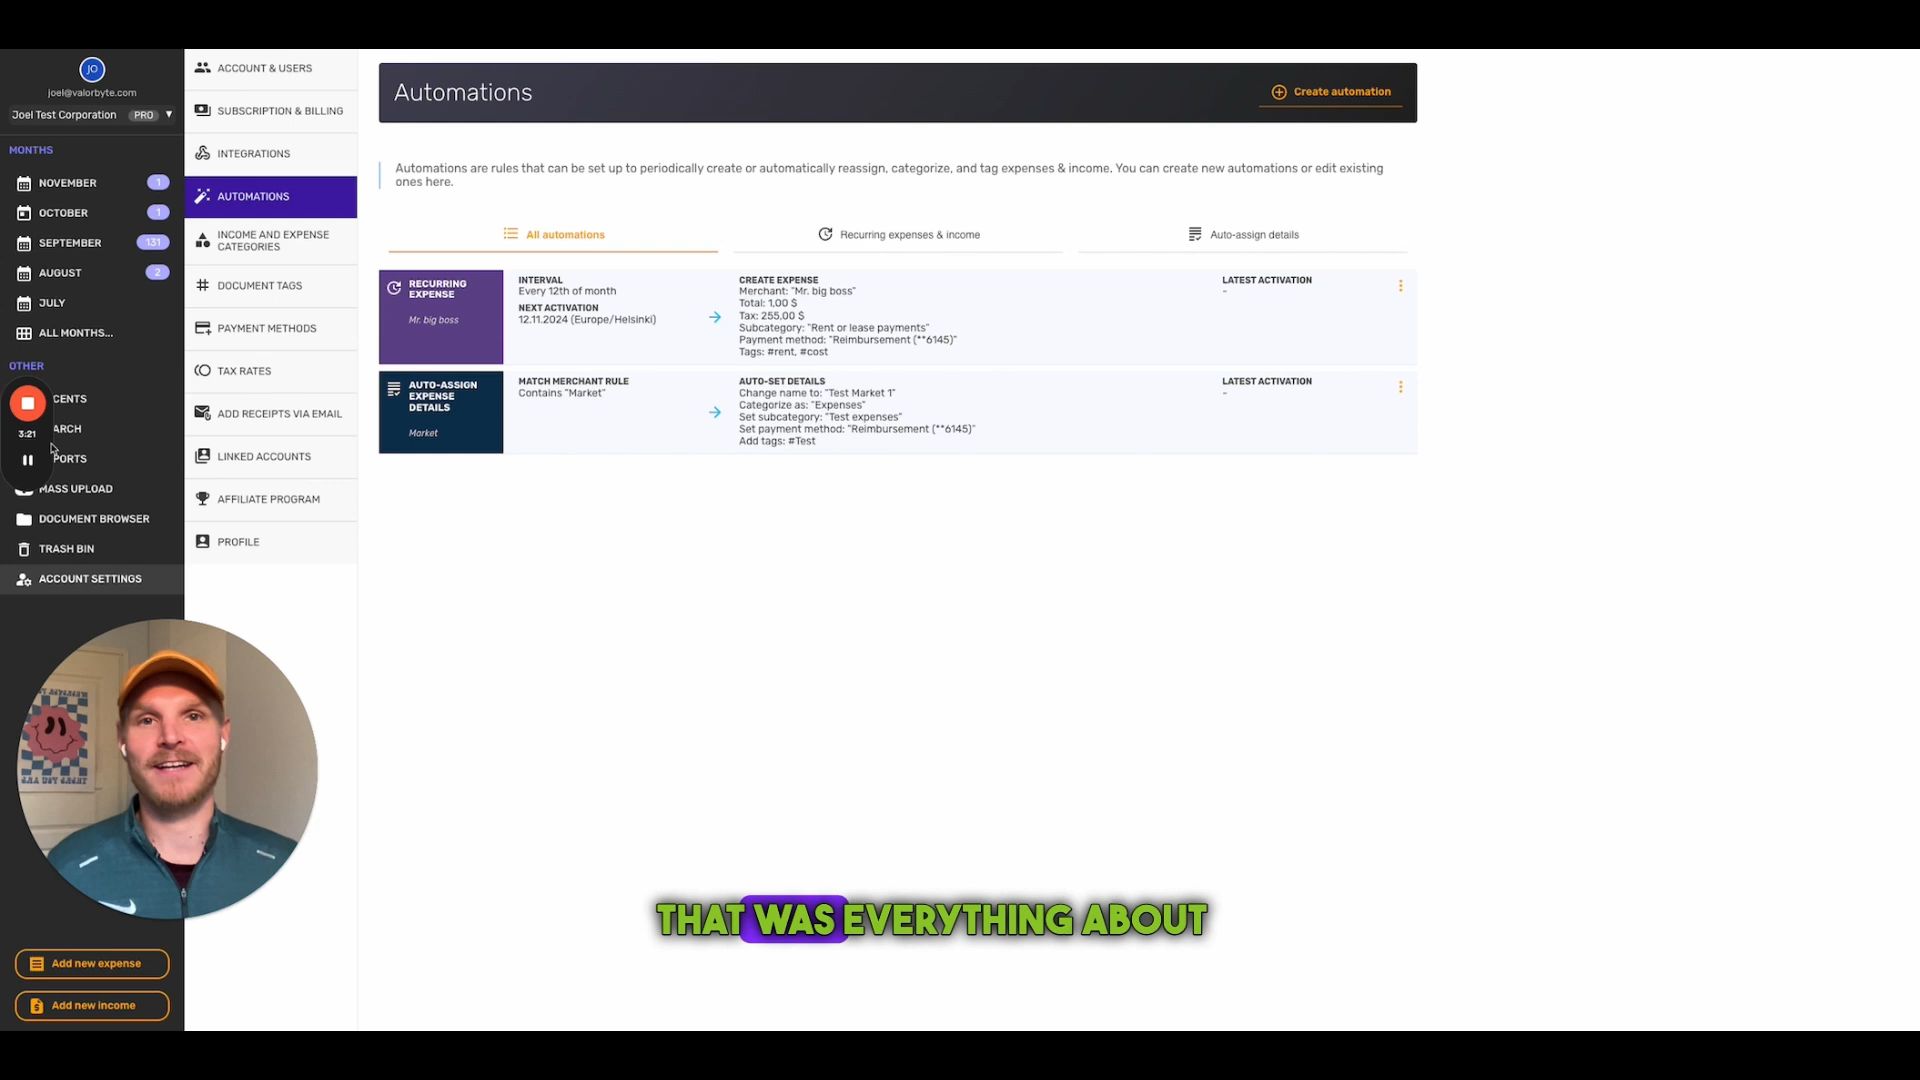 JO
joel@valorbyte.com
Joel Test Corporation PRO
MONTHS
NOVEMBER 1
OCTOBER 1
SEPTEMBER 131
AUGUST 2
JULY
ALL MONTHS...
OTHER
CENTS
3:21
ARCH
PORTS
MASS UPLOAD
DOCUMENT BROWSER
TRASH BIN
ACCOUNT SETTINGS
Add new expense
Add new income
ACCOUNT & USERS
SUBSCRIPTION & BILLING
INTEGRATIONS
AUTOMATIONS
INCOME AND EXPENSE
CATEGORIES
DOCUMENT TAGS
PAYMENT METHODS
TAX RATES
ADD RECEIPTS VIA EMAIL
LINKED ACCOUNTS
AFFILIATE PROGRAM
PROFILE
Automations
Create automation
Automations are rules that can be set up to periodically create or automatically reassign, categorize, and tag expenses & income. You can create new automations or edit existing
ones here.
All automations
Recurring expenses & income
Auto-assign details
RECURRING
EXPENSE
Mr. big boss
INTERVAL
Every 12th of month
NEXT ACTIVATION
12.11.2024 (Europe/Helsinki)
CREATE EXPENSE
Merchant: "Mr. big boss"
Total: 1,00 $
Tax: 255,00 $
Subcategory: "Rent or lease payments"
Payment method: "Reimbursement (**6145)"
Tags: #rent, #cost
LATEST ACTIVATION
-
AUTO-ASSIGN
EXPENSE
DETAILS
Market
MATCH MERCHANT RULE
Contains "Market"
AUTO-SET DETAILS
Change name to: "Test Market 1"
Categorize as: "Expenses"
Set subcategory: "Test expenses"
Set payment method: "Reimbursement (**6145)"
Add tags: #Test
LATEST ACTIVATION
-
THAT WAS EVERYTHING ABOUT